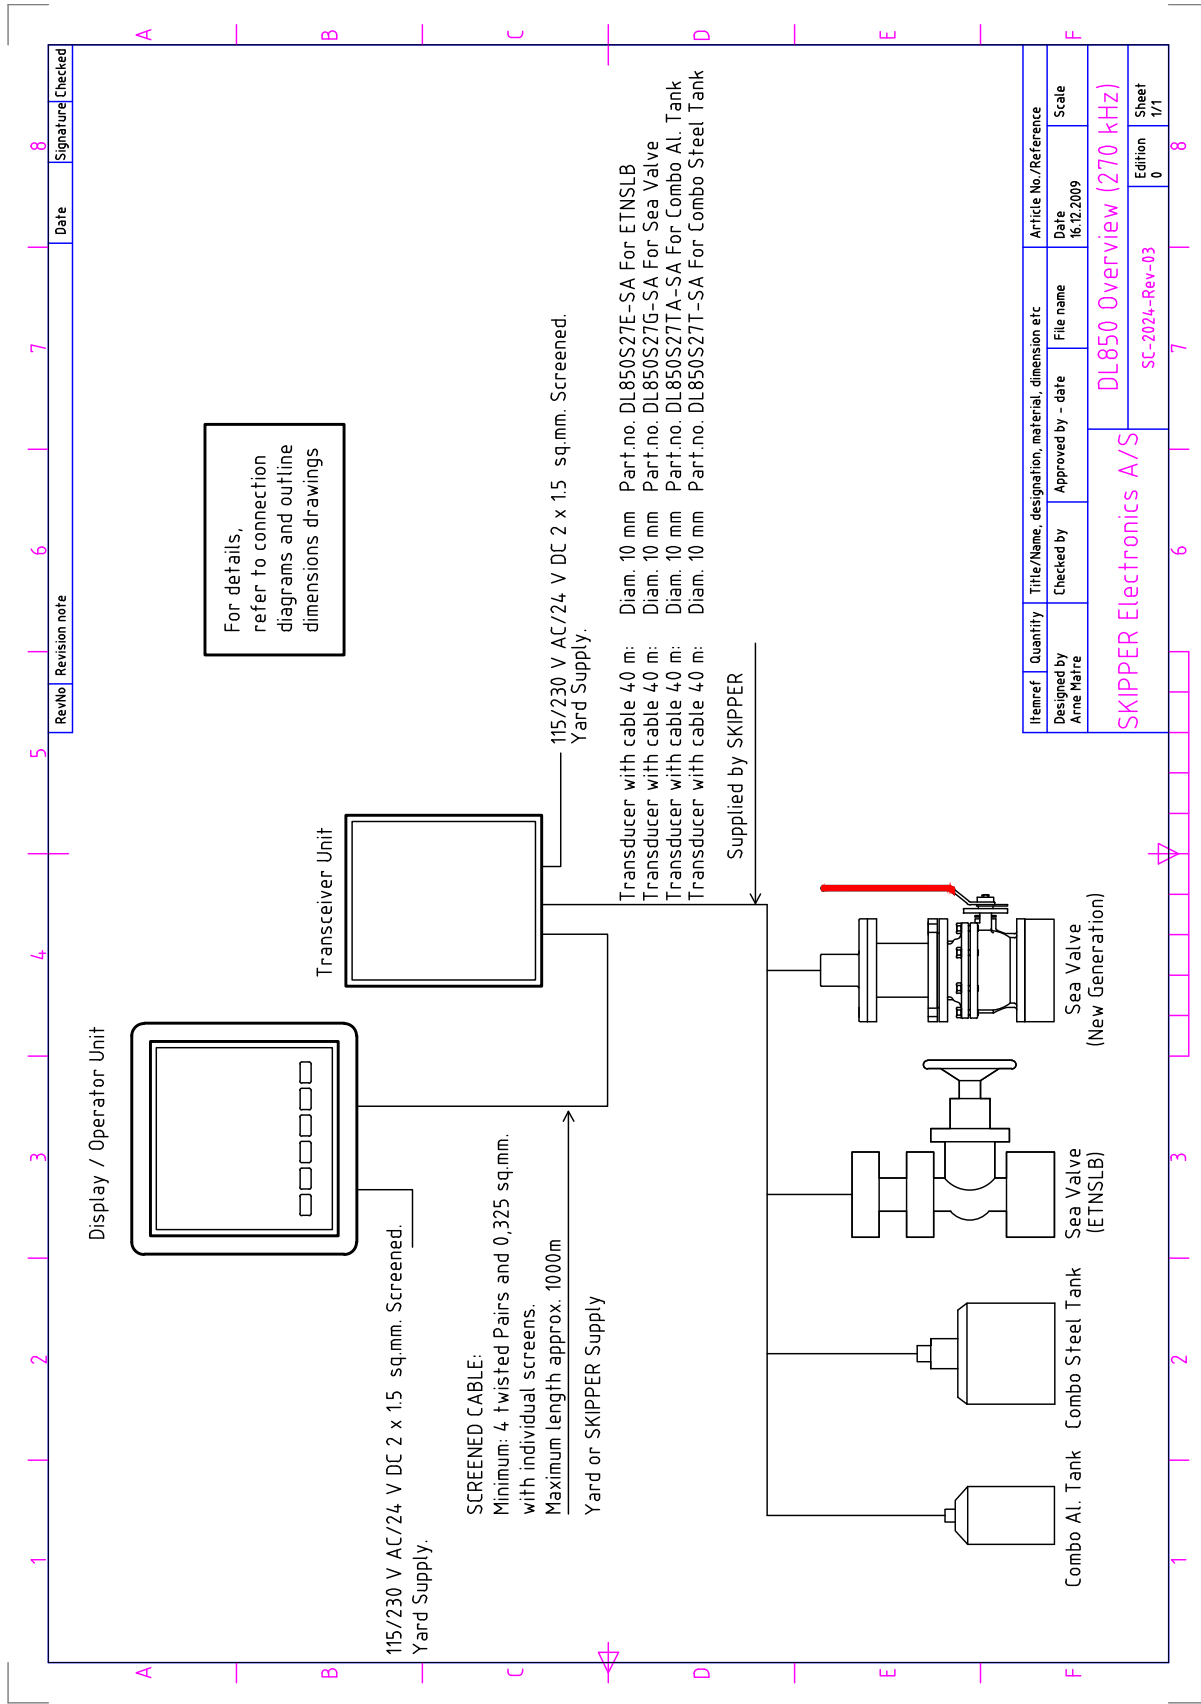 1
2
3
4
5
6
7
8
A
B
C
D
E
F
RevNo Revision note Date Signature Checked
Display / Operator Unit
Transceiver Unit
For details,
refer to connection
diagrams and outline
dimensions drawings
115/230 V AC/24 V DC 2 x 1.5 sq.mm. Screened.
Yard Supply.
SCREENED CABLE:
Minimum: 4 twisted Pairs and 0,325 sq.mm.
with individual screens.
Maximum length approx. 1000m
Yard or SKIPPER Supply
115/230 V AC/24 V DC 2 x 1.5 sq.mm. Screened.
Yard Supply.
Transducer with cable 40 m: Diam. 10 mm Part.no. DL850S27E-SA For ETNSLB
Transducer with cable 40 m: Diam. 10 mm Part.no. DL850S27G-SA For Sea Valve
Transducer with cable 40 m: Diam. 10 mm Part.no. DL850S27TA-SA For Combo Al. Tank
Transducer with cable 40 m: Diam. 10 mm Part.no. DL850S27T-SA For Combo Steel Tank
Supplied by SKIPPER
Combo Al. Tank
Combo Steel Tank
Sea Valve
(ETNSLB)
Sea Valve
(New Generation)
Itemref Quantity Title/Name, designation, material, dimension etc Article No./Reference
Designed by Checked by Approved by - date File name Date Scale
Arne Matre 16.12.2009
SKIPPER Electronics A/S
DL850 Overview (270 kHz)
SC-2024-Rev-03
Edition Sheet
0 1/1
1
2
3
4
5
6
7
8
A
B
C
D
E
F